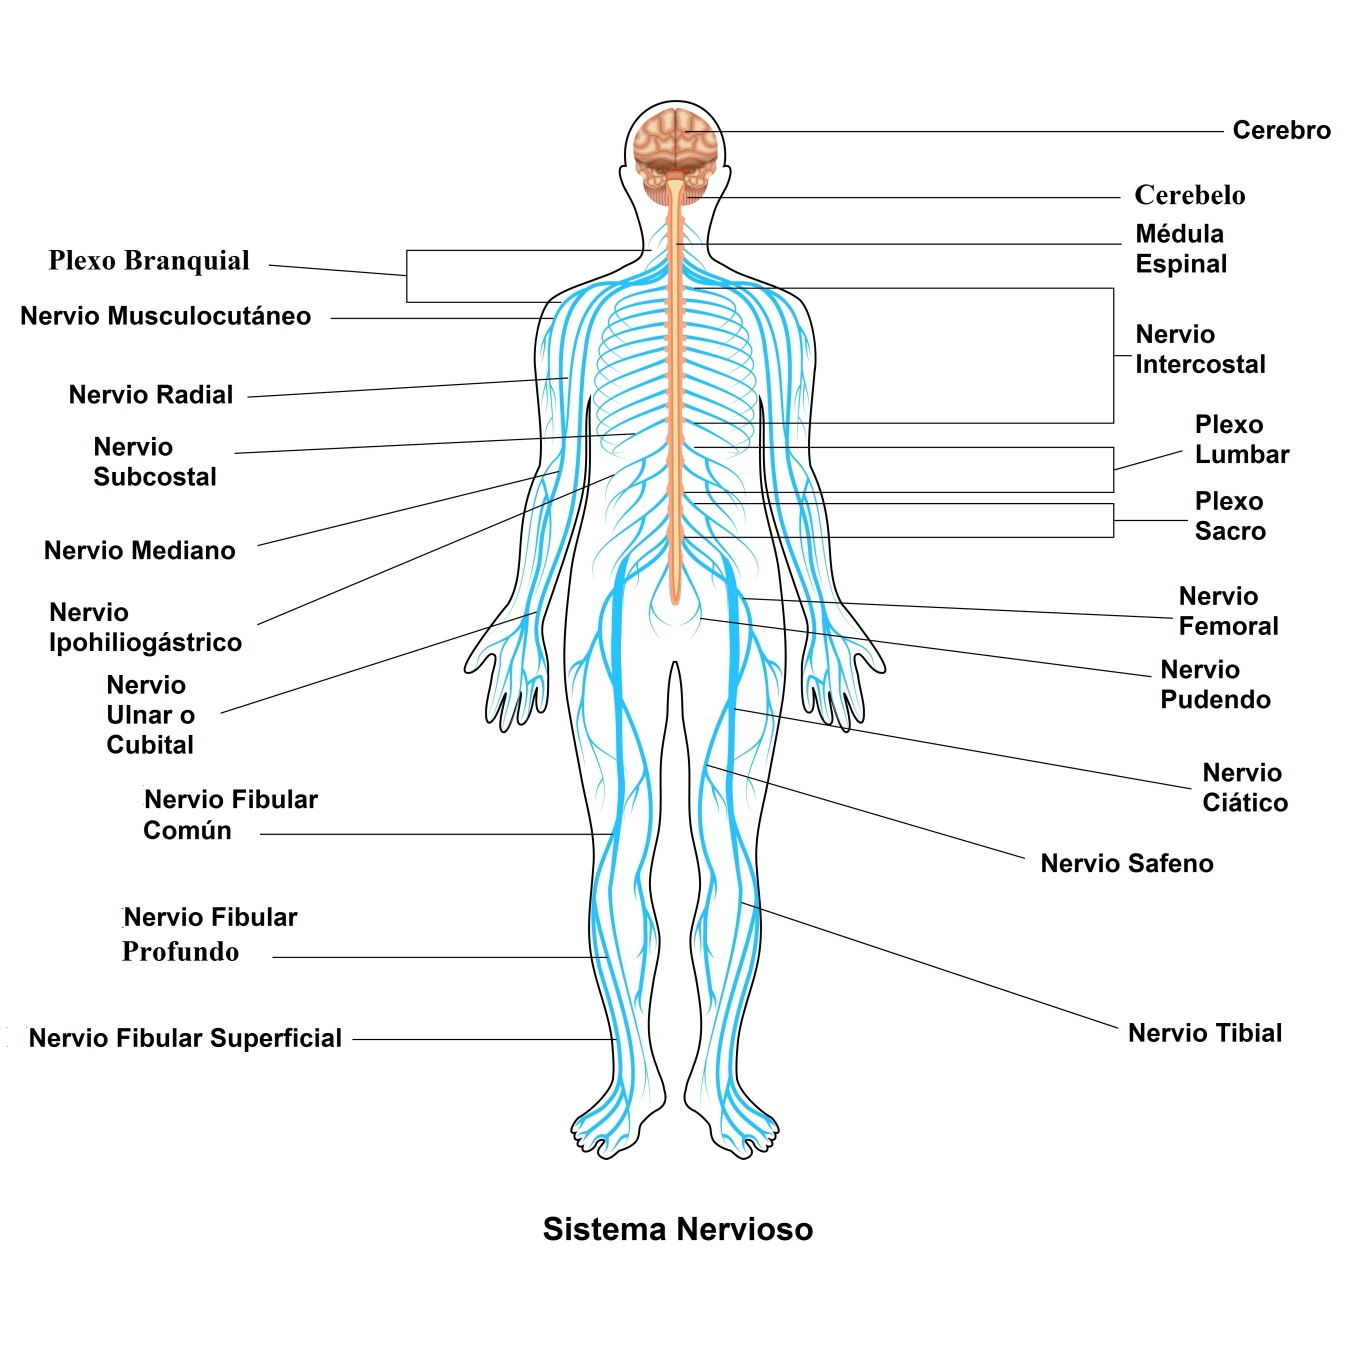 Cerebro
Cerebelo
Médula
Espinal
Plexo Branquial
Nervio Musculocutáneo
Nervio
Intercostal
Nervio Radial
Plexo
Lumbar
Nervio
Subcostal
Plexo
Sacro
Nervio Mediano
Nervio
Femoral
Nervio
Ipohiliogástrico
Nervio
Pudendo
Nervio
Ulnar o
Cubital
Nervio
Ciático
Nervio Fibular
Común
Nervio Safeno
Nervio Fibular
Profundo
Nervio Tibial
Nervio Fibular Superficial
Sistema Nervioso